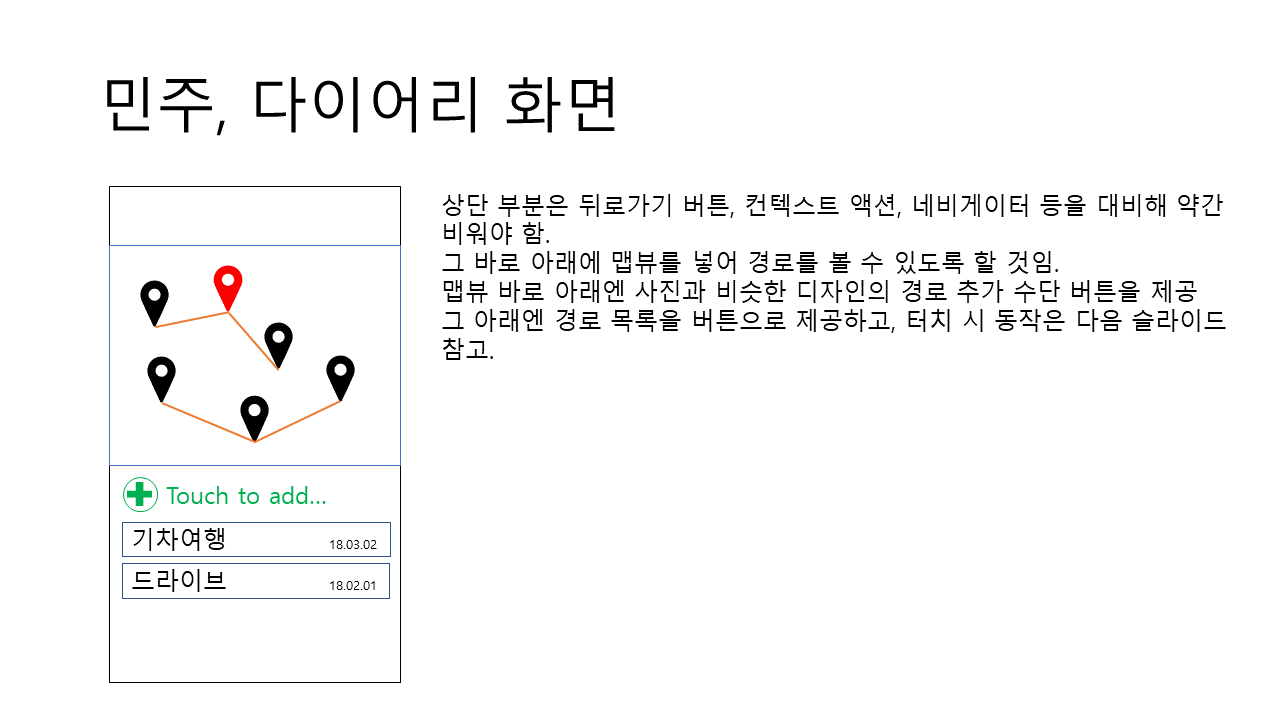 민주, 다이어리 화면
상단 부분은 뒤로가기 버튼, 컨텍스트 액션, 네비게이터 등을 대비해 약간
비워야 함.
그 바로 아래에 맵뷰를 넣어 경로를 볼 수 있도록 할 것임.
맵뷰 바로 아래엔 사진과 비슷한 디자인의 경로 추가 수단 버튼을 제공
그 아래엔 경로 목록을 버튼으로 제공하고, 터치 시 동작은 다음 슬라이드
참고.
Touch to add...
기차여행 18.03.02
드라이브 18.02.01